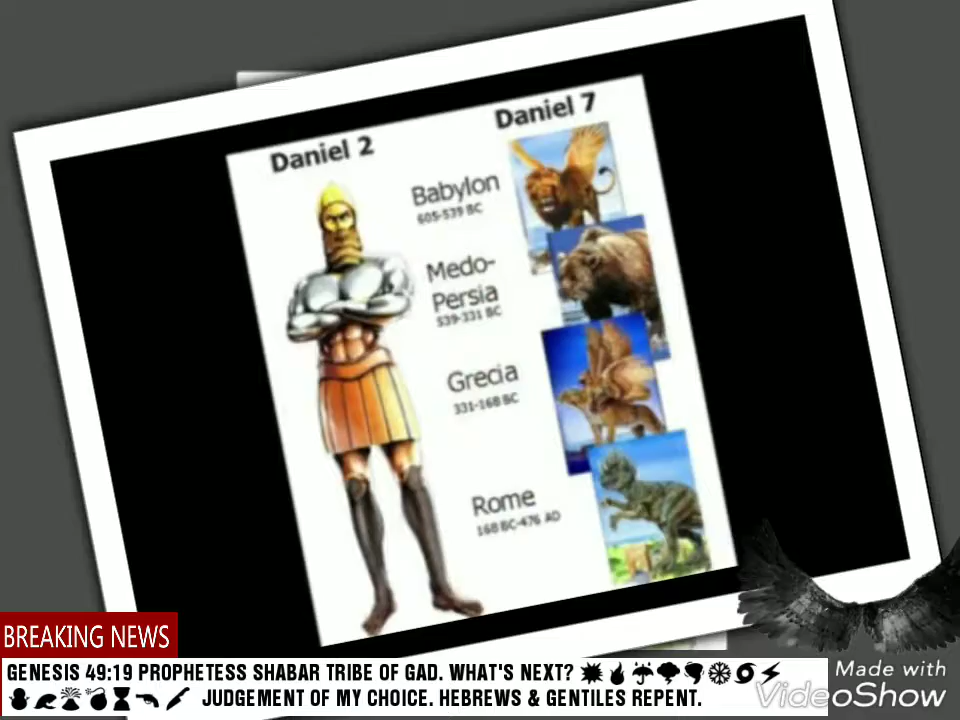 Daniel 2
Daniel 7
Babylon
605-539 BC
Medo-
Persia
539-331 BC
Grecia
331-168 BC
Rome
168 BC-476 AD
BREAKING NEWS
GENESIS 49:19 PROPHETESS SHABAR TRIBE OF GAD. WHAT'S NEXT?
JUDGEMENT OF MY CHOICE. HEBREWS & GENTILES REPENT.
Made with
VideoShow